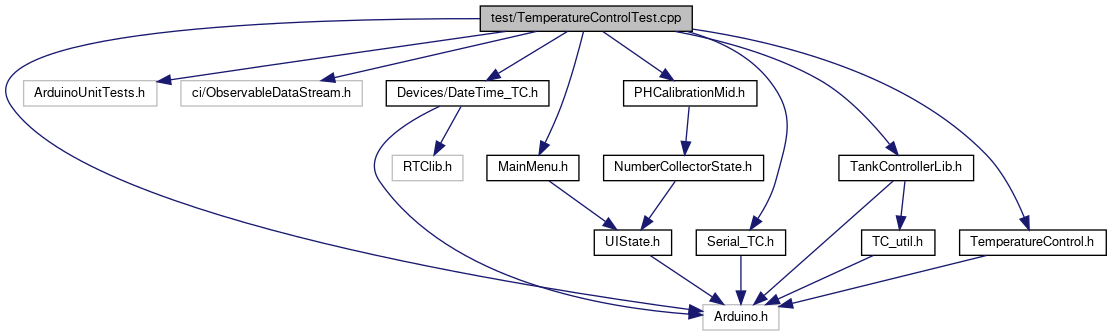 test/TemperatureControlTest.cpp
ArduinoUnitTests.h
ci/ObservableDataStream.h
Devices/DateTime_TC.h
PHCalibrationMid.h
RTClib.h
MainMenu.h
NumberCollectorState.h
TankControllerLib.h
UIState.h
Serial_TC.h
TC_util.h
TemperatureControl.h
Arduino.h